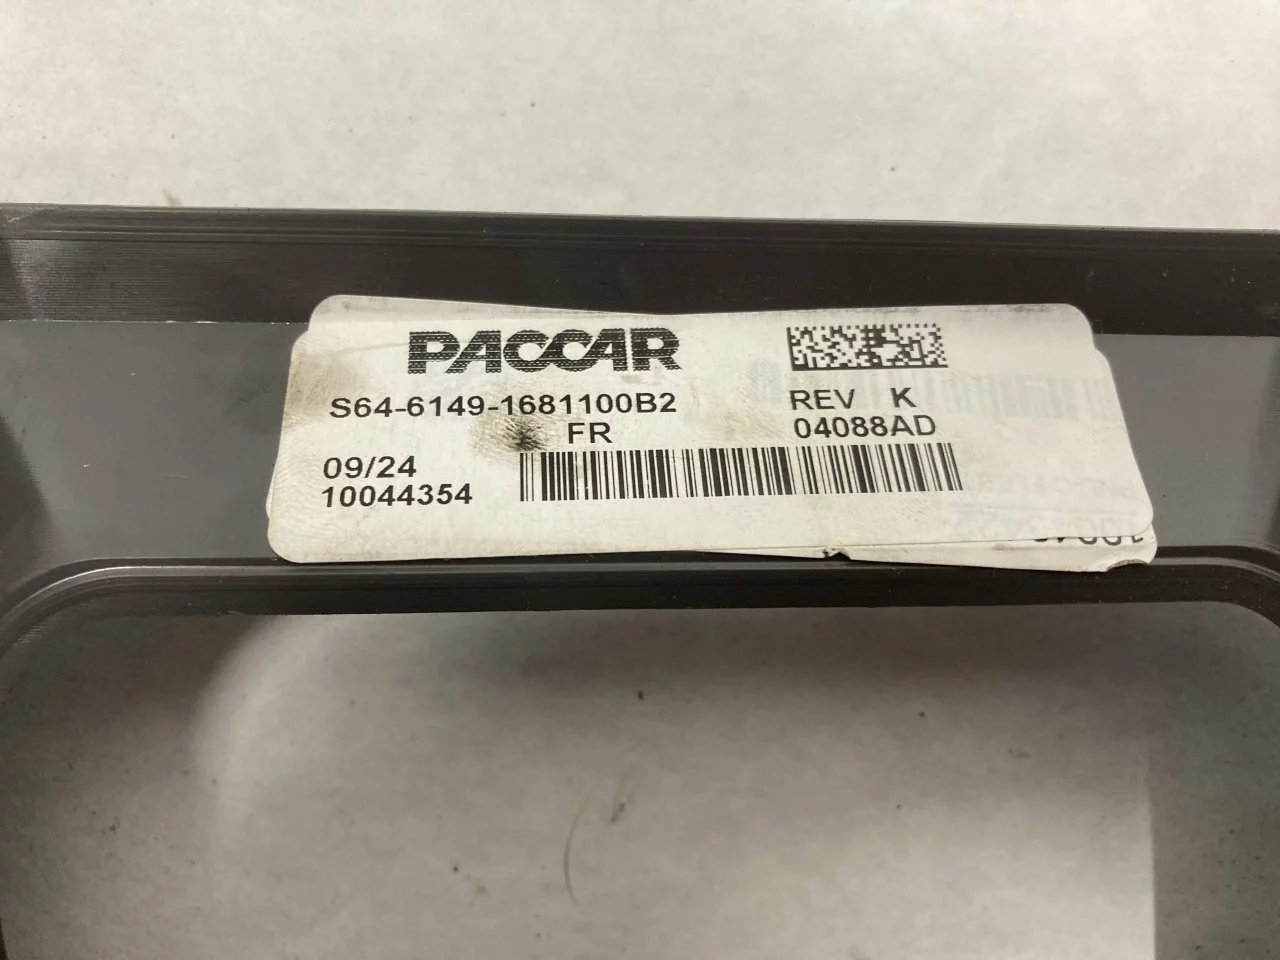 PACCAR
S64-6149-1681100B2
REV K
FR
04088AD
09/24
10044354